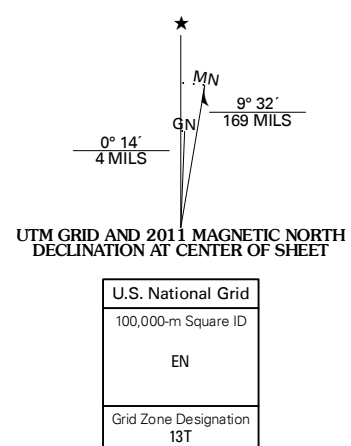 ★
MN
GN
9° 32´
169 MILS
0° 14´
4 MILS
UTM GRID AND 2011 MAGNETIC NORTH
DECLINATION AT CENTER OF SHEET
U.S. National Grid
100,000-m Square ID
EN
Grid Zone Designation
13T